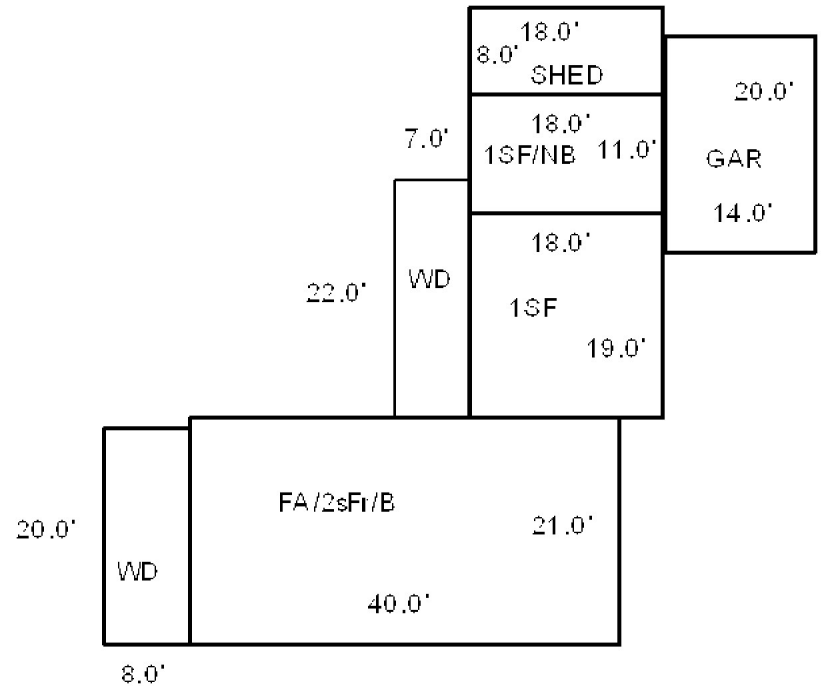 18.0'
8.0'
SHED
20.0'
18.0'
7.0'
1SF/NB 11.0'
GAR
14.0'
18.0'
WD
22.0'
1SF
19.0'
FA/2sFr/B
21.0'
20.0'
WD
40.0'
8.0'